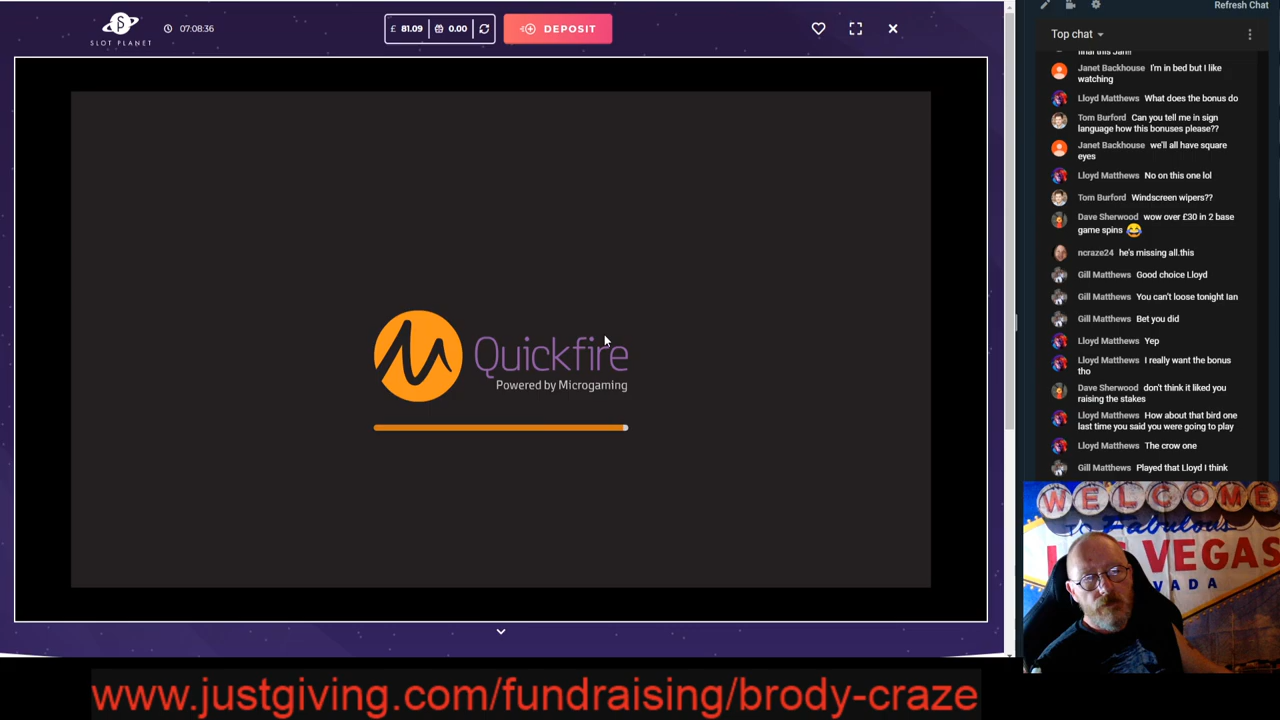 SLOT PLANET
07:08:36
£ 81.09
0.00
DEPOSIT
Quickfire
Powered by Microgaming
Refresh Chat
Top chat
final this Jan!!
Janet Backhouse I'm in bed but I like
watching
Lloyd Matthews What does the bonus do
Tom Burford Can you tell me in sign
language how this bonuses please??
Janet Backhouse we'll all have square
eyes
Lloyd Matthews No on this one lol
Tom Burford Windscreen wipers??
Dave Sherwood wow over £30 in 2 base
game spins 😂
ncraze24 he's missing all.this
Gill Matthews Good choice Lloyd
Gill Matthews You can't loose tonight Ian
Gill Matthews Bet you did
Lloyd Matthews Yep
Lloyd Matthews I really want the bonus
tho
Dave Sherwood don't think it liked you
raising the stakes
Lloyd Matthews How about that bird one
last time you said you were going to play
Lloyd Matthews The crow one
Gill Matthews Played that Lloyd I think
WELCOME
TO Fabulous
VEGAS
VADA
www.justgiving.com/fundraising/brody-craze